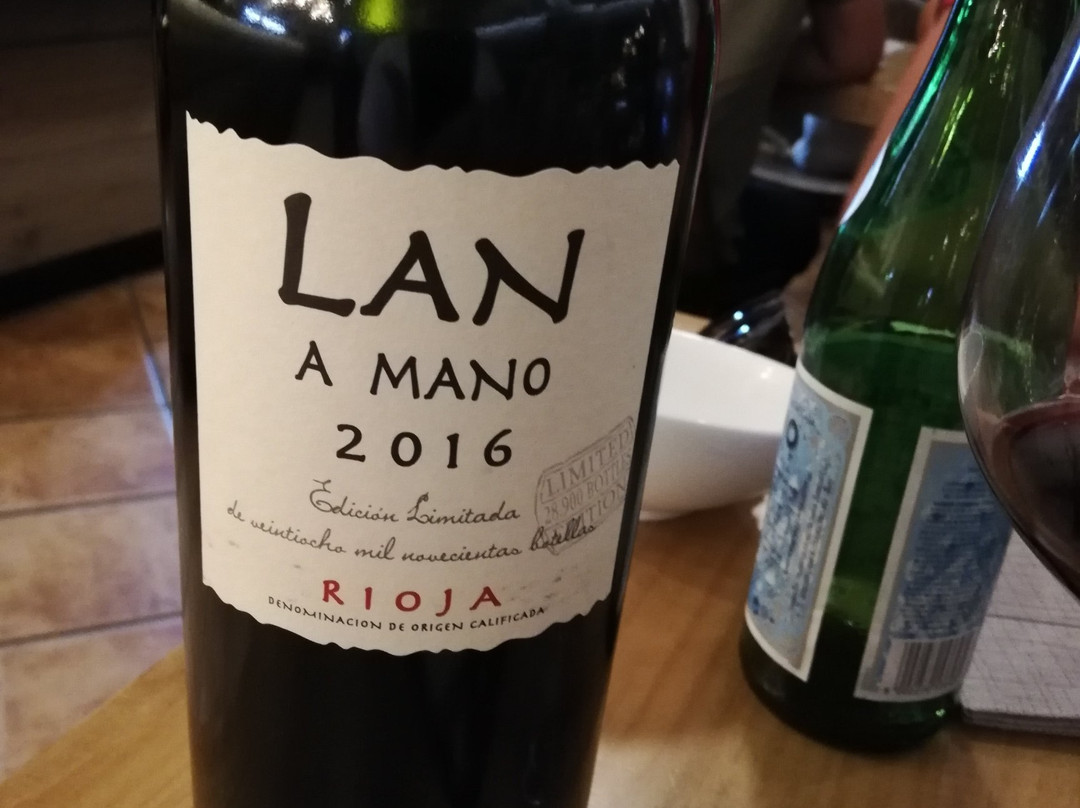 LAN
A MANO
2016
Edición Limitada
de veintiocho mil novecientas botellas
LIMITED
28.900 BOTTLES
EDITION
RIOJA
DENOMINACION DE ORIGEN CALIFICADA